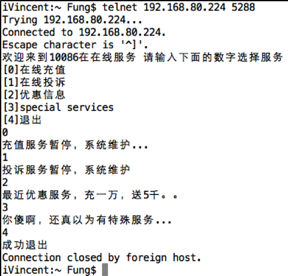 iVincent:~ Fung$ telnet 192.168.80.224 5288
Trying 192.168.80.224...
Connected to 192.168.80.224.
Escape character is '^]'.
欢迎来到10086在在线服务 请输入下面的数字选择服务
[0]在线充值
[1]在线投诉
[2]优惠信息
[3]special services
[4]退出
0
充值服务暂停，系统维护...
1
投诉服务暂停，系统维护
2
最近优惠服务，充一万，送5千。。
3
你傻啊，还真以为有特殊服务...
4
成功退出
Connection closed by foreign host.
iVincent:~ Fung$